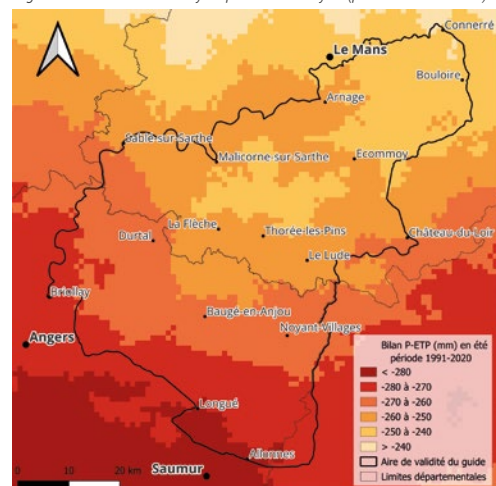 Connerré
Le Mans
Bouloire
Arnage
Sablé-sur-Sarthe
Malicorne-sur-Sarthe
Ecommoy
La Flèche
Durtal
Thorée-les-Pins
Château-du-Loir
Le Lude
Briollay
Baugé-en-Anjou
Noyant-Villages
Angers
Longué
Allonnes
Saumur
0 10 20 km
Bilan P-ETP (mm) en été
période 1991-2020
< -280
-280 à -270
-270 à -260
-260 à -250
-250 à -240
> -240
Aire de validité du guide
Limites départementales